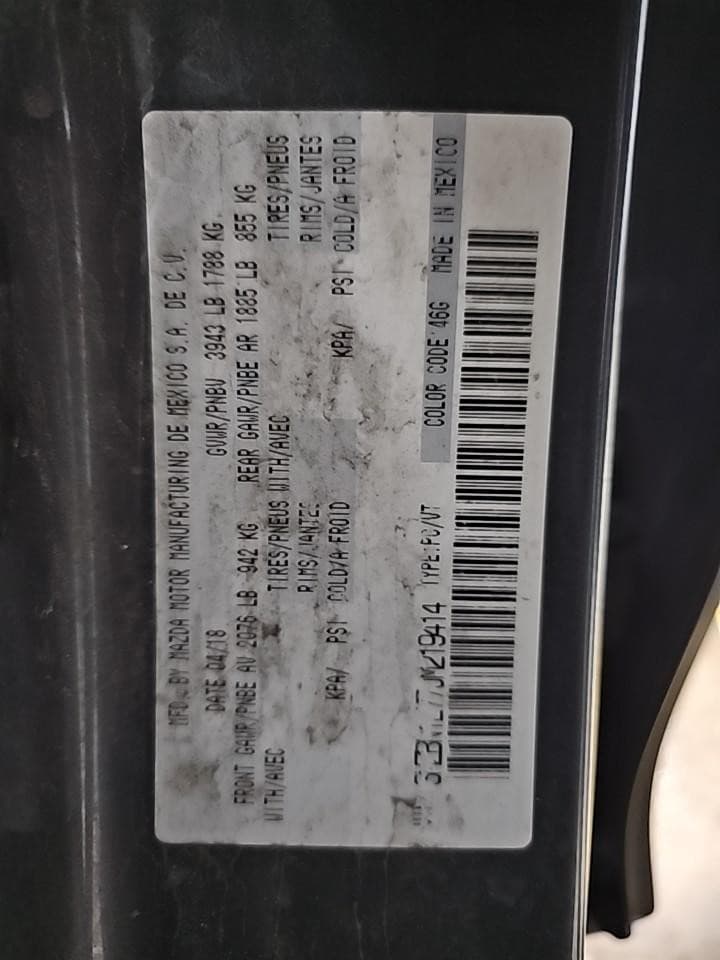 MFD. BY MAZDA MOTOR MANUFACTURING DE MEXICO S.A. DE C.V.
DATE 04/18 GVWR/PNBV 3943 LB 1788 KG
FRONT GAWR/PNBE AV 2076 LB 942 KG REAR GAWR/PNBE AR 1885 LB 855 KG
WITH/AVEC TIRES/PNEUS WITH/AVEC TIRES/PNEUS
RIMS/JANTES RIMS/JANTES
KPA/ PSI COLD/A FROID KPA/ PSI COLD/A FROID
TYPE:PC/VT COLOR CODE 46G MADE IN MEXICO